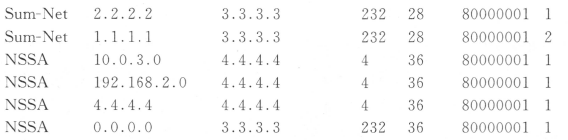 Sum-Net 2.2.2.2 3.3.3.3 232 28 80000001 1
Sum-Net 1.1.1.1 3.3.3.3 232 28 80000001 2
NSSA 10.0.3.0 4.4.4.4 4 36 80000001 1
NSSA 192.168.2.0 4.4.4.4 4 36 80000001 1
NSSA 4.4.4.4 4.4.4.4 4 36 80000001 1
NSSA 0.0.0.0 3.3.3.3 232 36 80000001 1